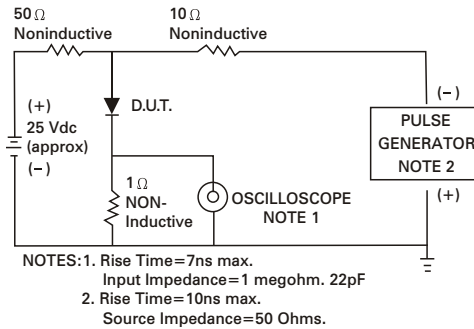 50 Ω
Noninductive
10 Ω
Noninductive
(+)
25 Vdc
(approx)
(-)
D.U.T.
(-)
PULSE
GENERATOR
NOTE 2
(+)
1 Ω
NON-
Inductive
OSCILLOSCOPE
NOTE 1
NOTES:1. Rise Time=7ns max.
Input Impedance=1 megohm. 22pF
2. Rise Time=10ns max.
Source Impedance=50 Ohms.